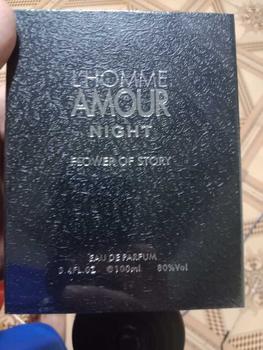 L'HOMME
AMOUR
NIGHT
FLOWER OF STORY
EAU DE PARFUM
3.4FL.OZ ℮100ml 80%Vol